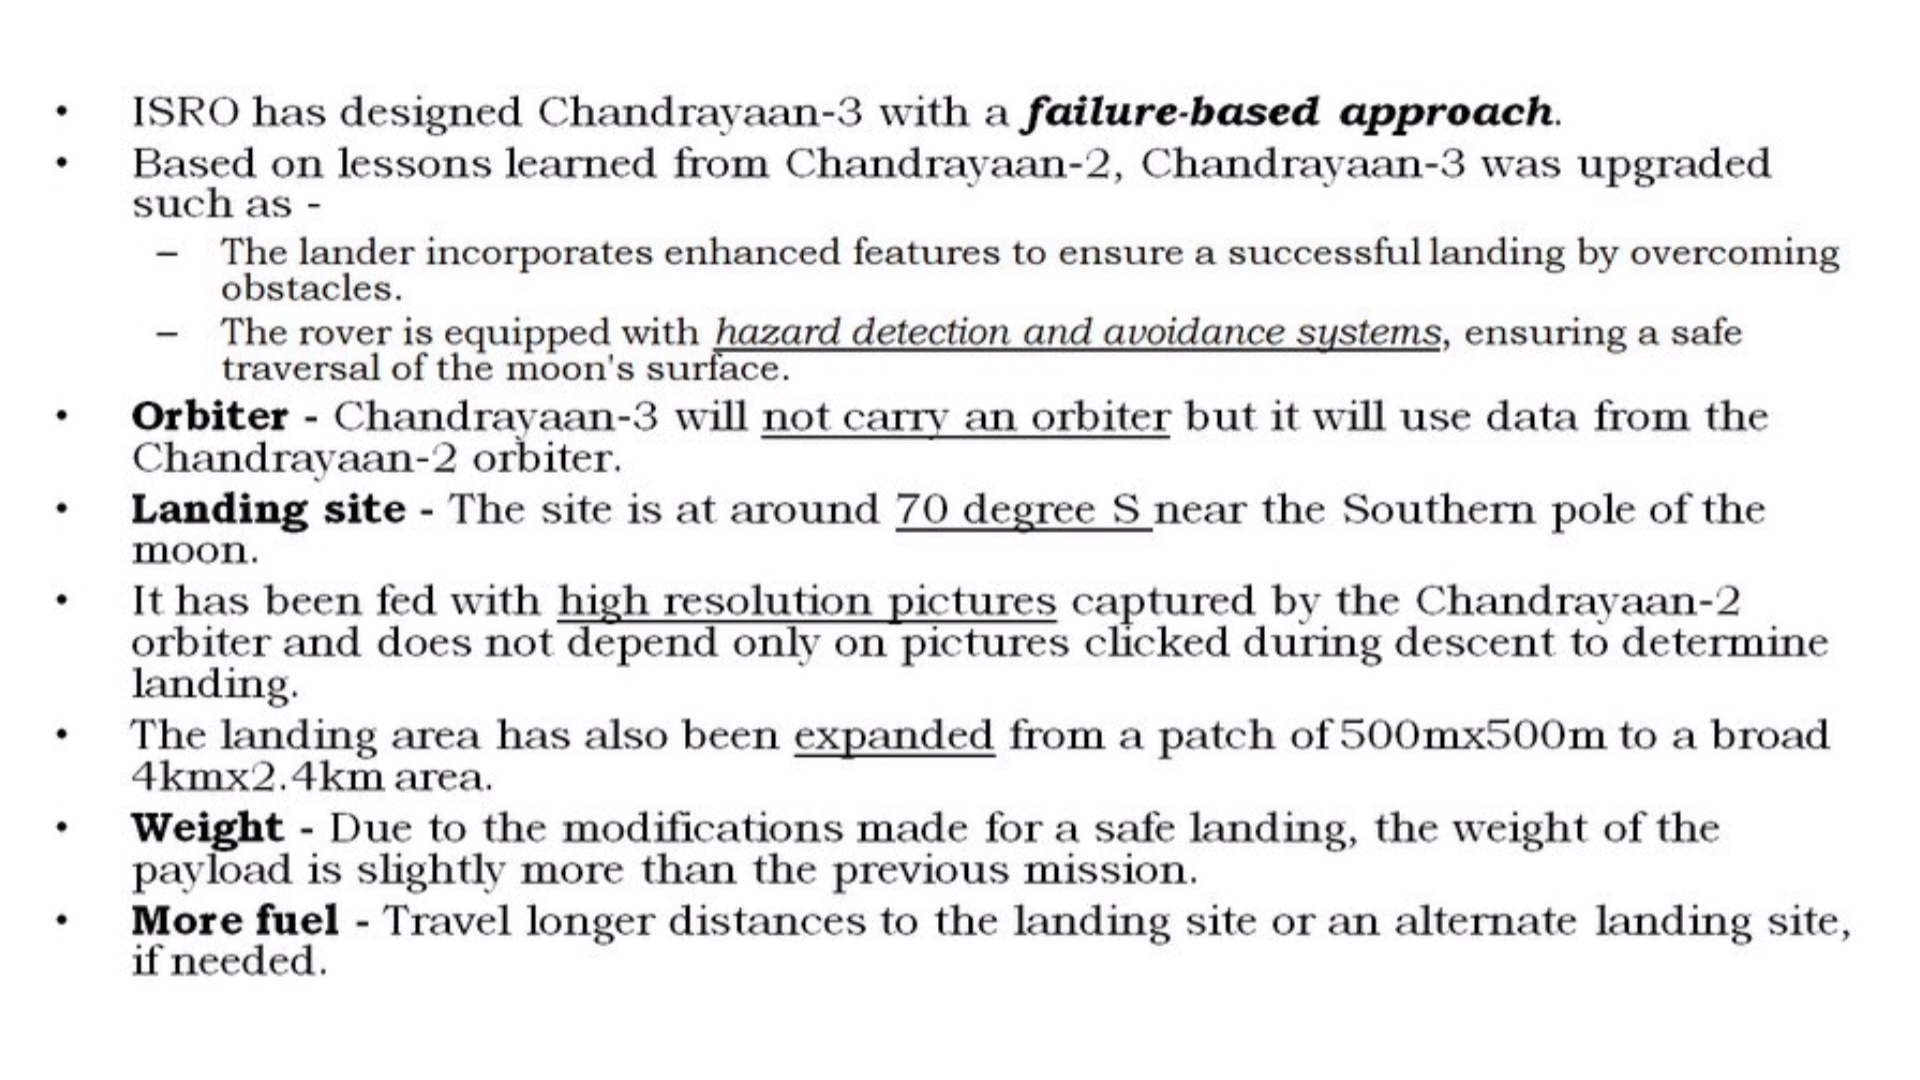 • ISRO has designed Chandrayaan-3 with a failure-based approach.
• Based on lessons learned from Chandrayaan-2, Chandrayaan-3 was upgraded
such as -
– The lander incorporates enhanced features to ensure a successful landing by overcoming
obstacles.
– The rover is equipped with hazard detection and avoidance systems, ensuring a safe
traversal of the moon's surface.
• Orbiter - Chandrayaan-3 will not carry an orbiter but it will use data from the
Chandrayaan-2 orbiter.
• Landing site - The site is at around 70 degree S near the Southern pole of the
moon.
• It has been fed with high resolution pictures captured by the Chandrayaan-2
orbiter and does not depend only on pictures clicked during descent to determine
landing.
• The landing area has also been expanded from a patch of 500mx500m to a broad
4kmx2.4km area.
• Weight - Due to the modifications made for a safe landing, the weight of the
payload is slightly more than the previous mission.
• More fuel - Travel longer distances to the landing site or an alternate landing site,
if needed.